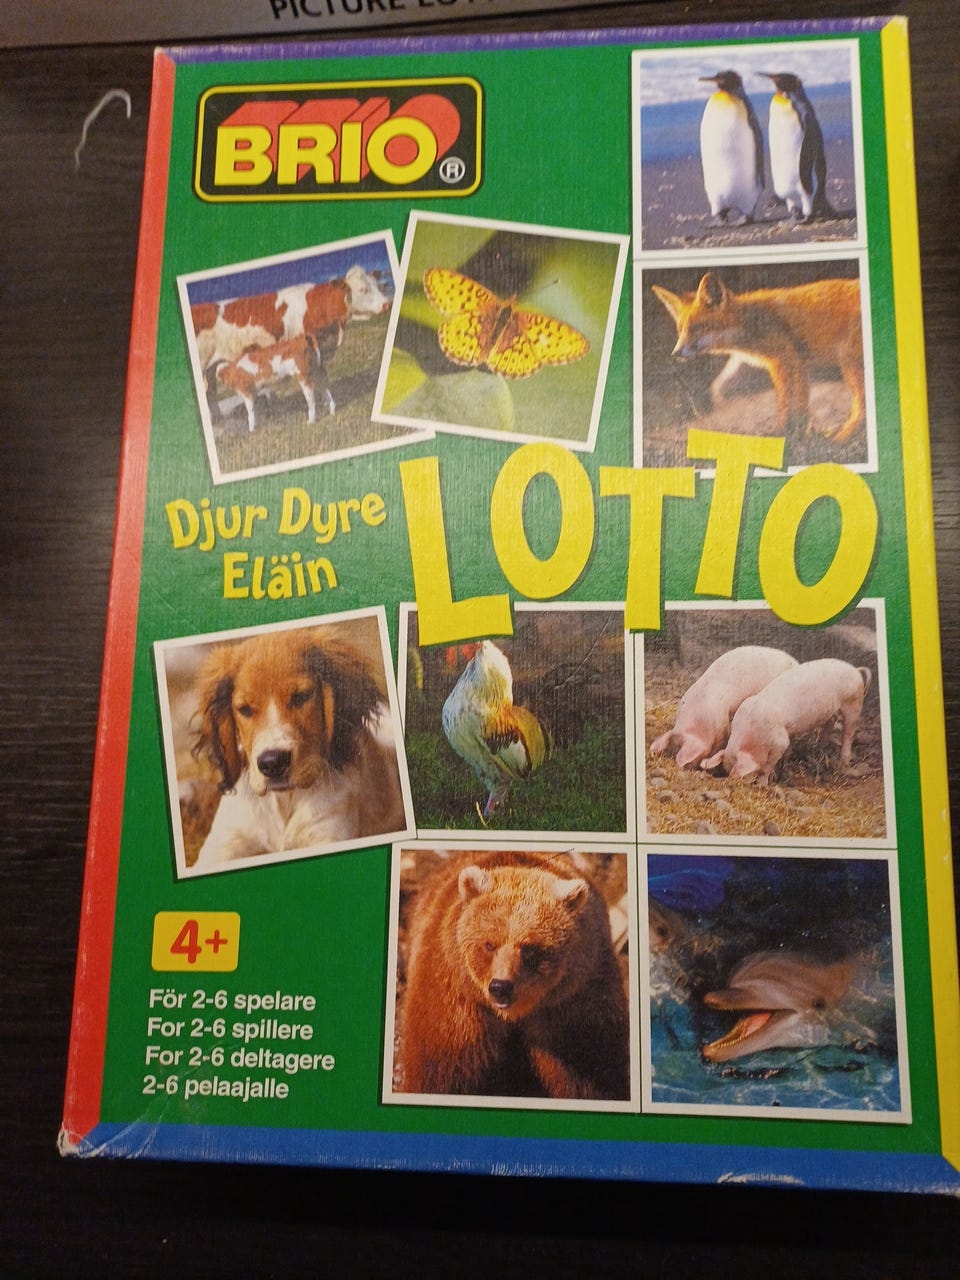 PICTURE
BRIO®
Djur Dyre
Eläin
LOTTO
4+
För 2-6 spelare
For 2-6 spillere
For 2-6 deltagere
2-6 pelaajalle